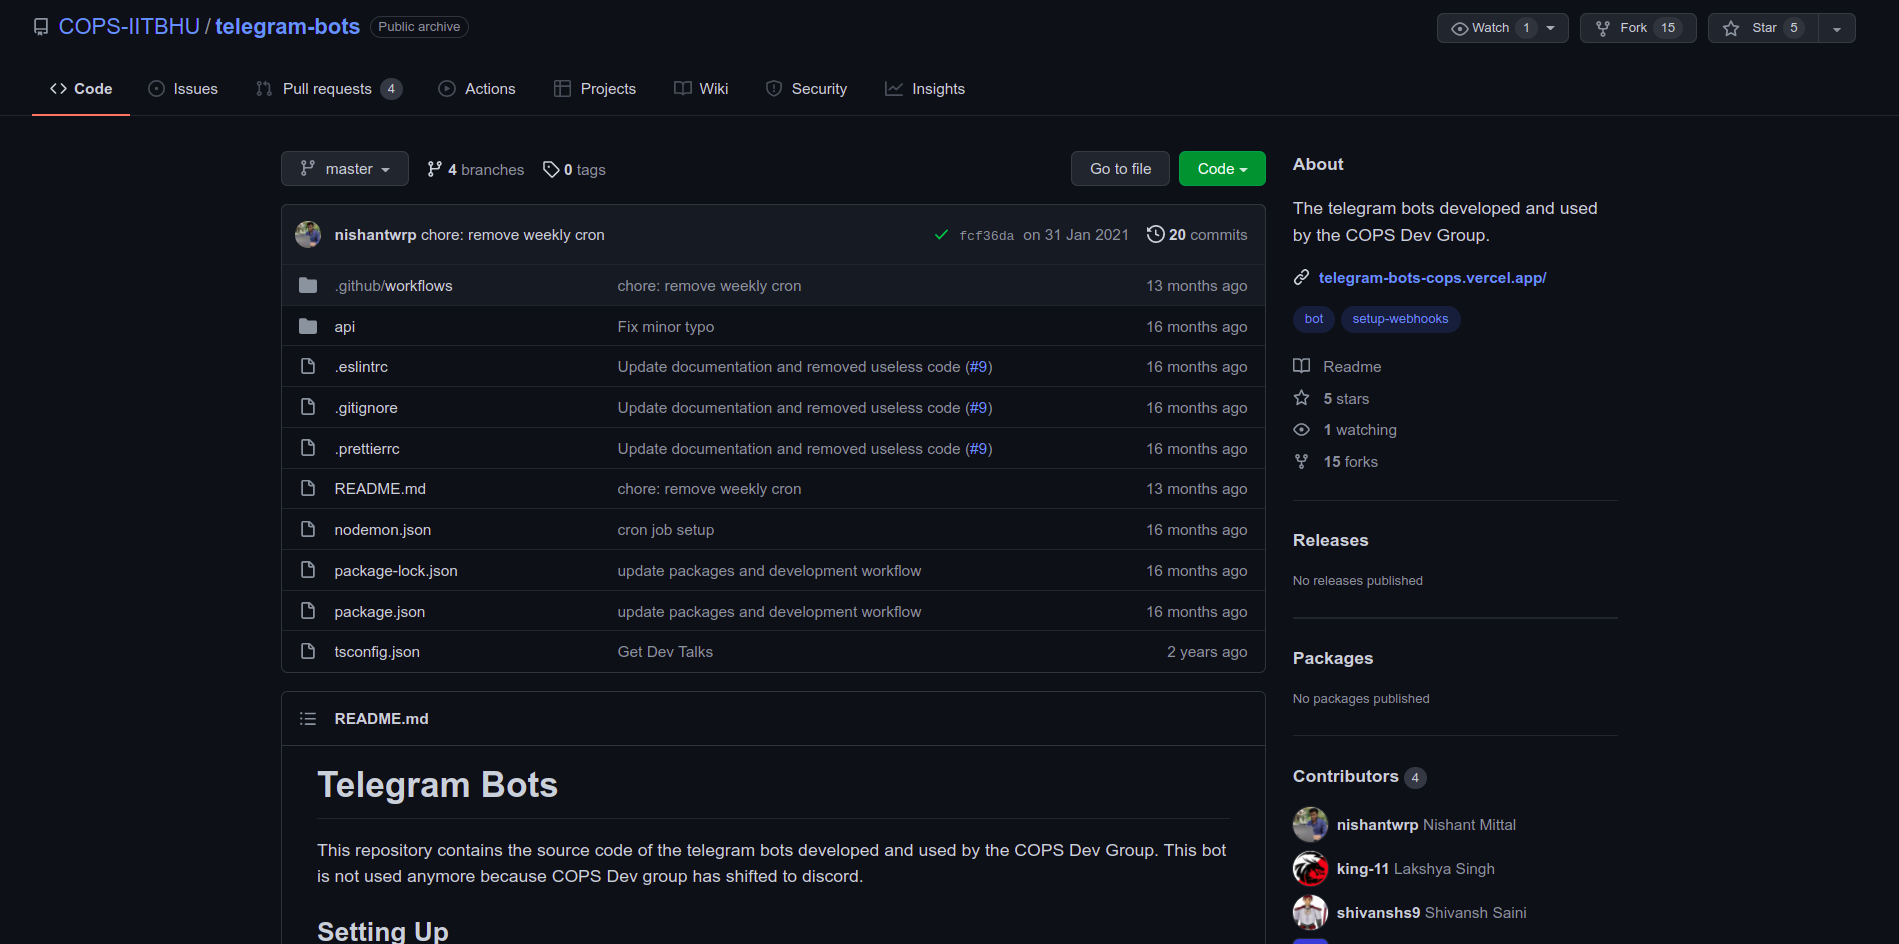 COPS-IITBHU / telegram-bots Public archive Watch 1 Fork 15 Star 5
Code Issues Pull requests 4 Actions Projects Wiki Security Insights
master 4 branches 0 tags Go to file Code
nishantwrp chore: remove weekly cron fcf36da on 31 Jan 2021 20 commits
.github/workflows chore: remove weekly cron 13 months ago
api Fix minor typo 16 months ago
.eslintrc Update documentation and removed useless code (#9) 16 months ago
.gitignore Update documentation and removed useless code (#9) 16 months ago
.prettierrc Update documentation and removed useless code (#9) 16 months ago
README.md chore: remove weekly cron 13 months ago
nodemon.json cron job setup 16 months ago
package-lock.json update packages and development workflow 16 months ago
package.json update packages and development workflow 16 months ago
tsconfig.json Get Dev Talks 2 years ago
README.md
Telegram Bots
This repository contains the source code of the telegram bots developed and used by the COPS Dev Group. This bot
is not used anymore because COPS Dev group has shifted to discord.
Setting Up
About
The telegram bots developed and used
by the COPS Dev Group.
telegram-bots-cops.vercel.app/
bot setup-webhooks
Readme
5 stars
1 watching
15 forks
Releases
No releases published
Packages
No packages published
Contributors 4
nishantwrp Nishant Mittal
king-11 Lakshya Singh
shivanshs9 Shivansh Saini